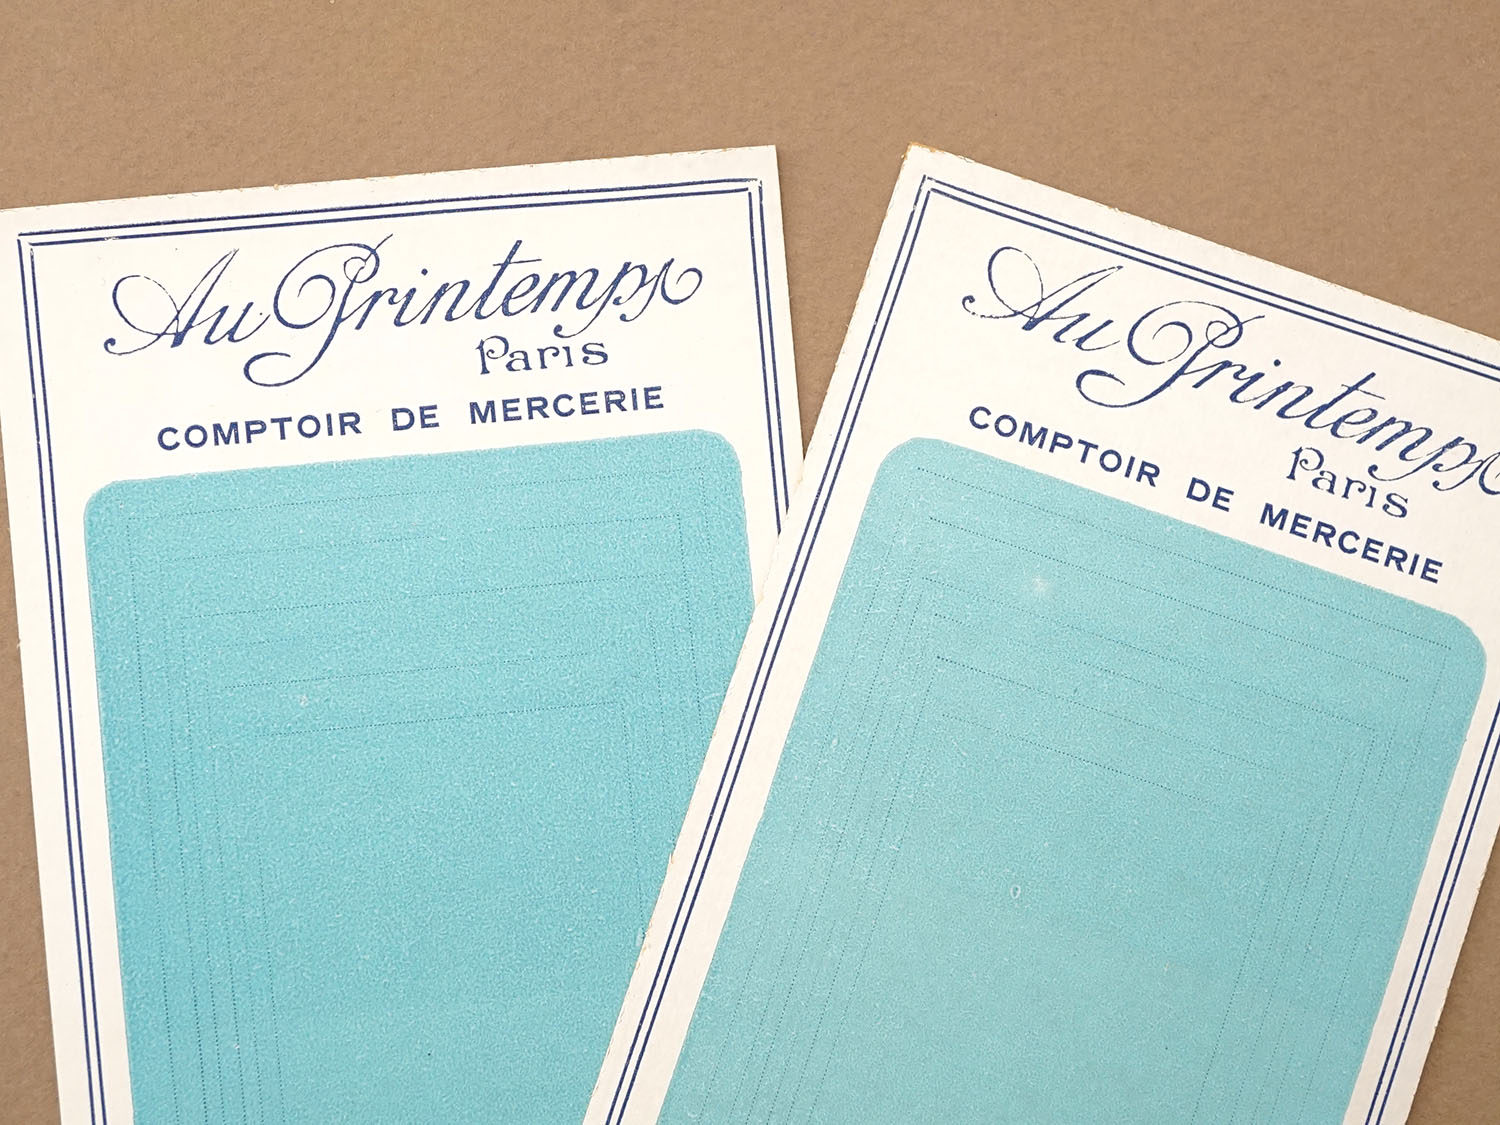 Au Printemps
Paris
COMPTOIR DE MERCERIE
Au Printemps
Paris
COMPTOIR DE MERCERIE